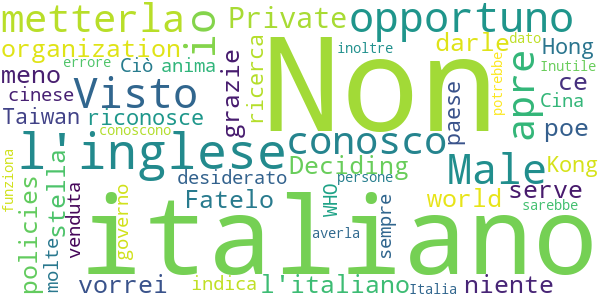 metterla
io
Private
opportuno
organization
Non
ricerca
inoltre
darle
dato
Hong
errore
Ciò
anima
grazie
apre
Inutile
meno
cinese
Visto
potrebbe
ce
Cina
Taiwan
riconosce
conoscono
paese
poe
l'inglese
conosco
Male
Kong
funziona
policies
stella
molte
venduta
governo
desiderato
Deciding
Fatelo
WHO
persone
sempre
world
serve
sarebbe
italiano
averla
vorrei
indica
l'italiano
Italia
niente